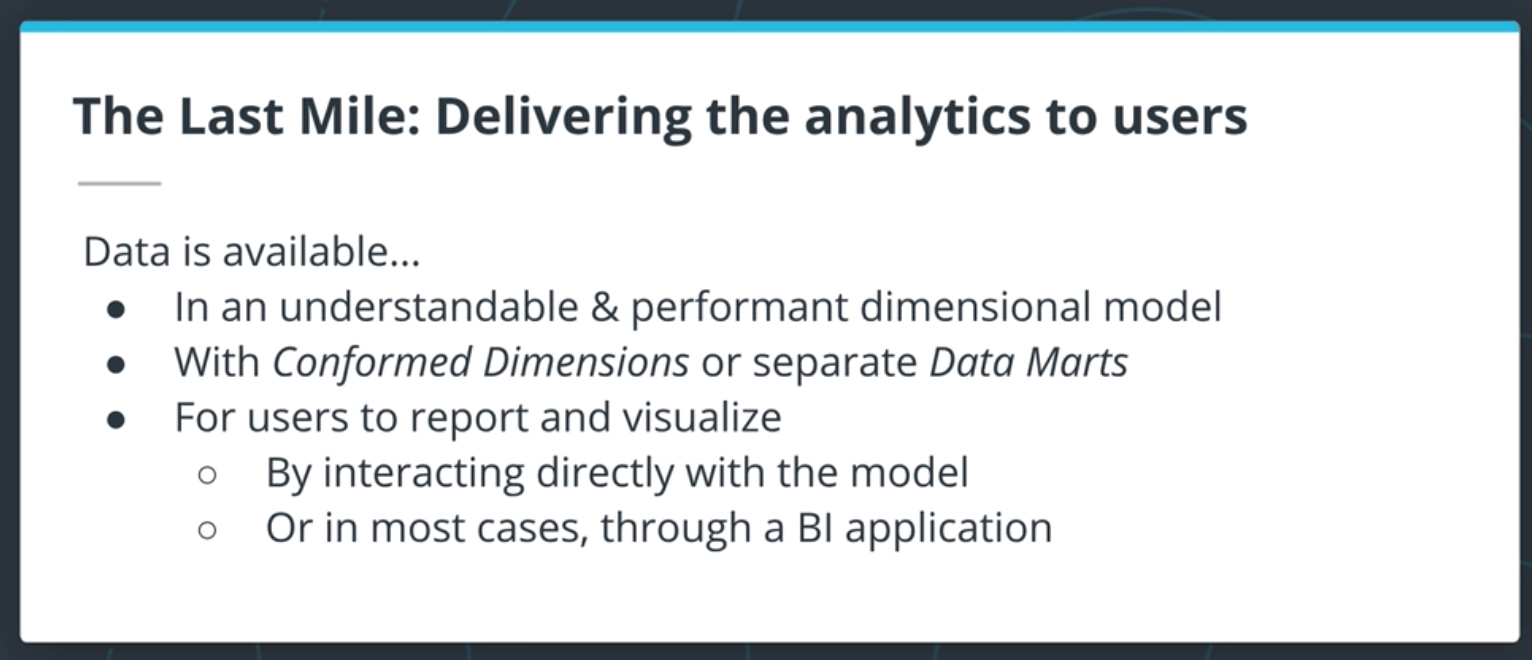 The Last Mile: Delivering the analytics to users
Data is available...
● In an understandable & performant dimensional model
● With Conformed Dimensions or separate Data Marts
● For users to report and visualize
○ By interacting directly with the model
○ Or in most cases, through a BI application